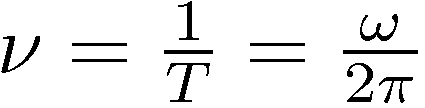 ν = 1/T = ω/2π